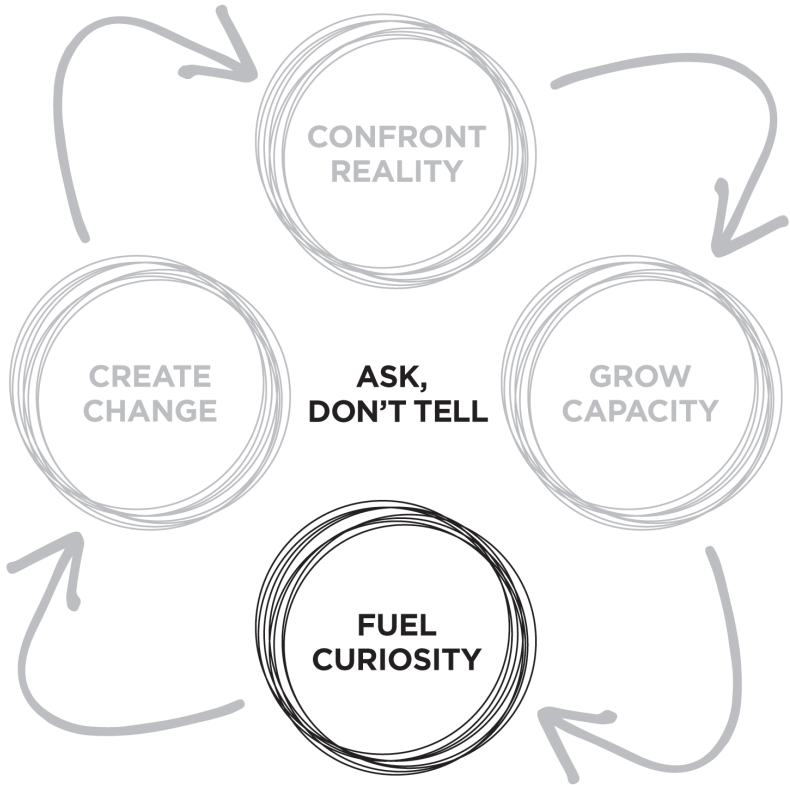 CONFRONT
REALITY
CREATE
CHANGE
ASK,
DON’T TELL
GROW
CAPACITY
FUEL
CURIOSITY